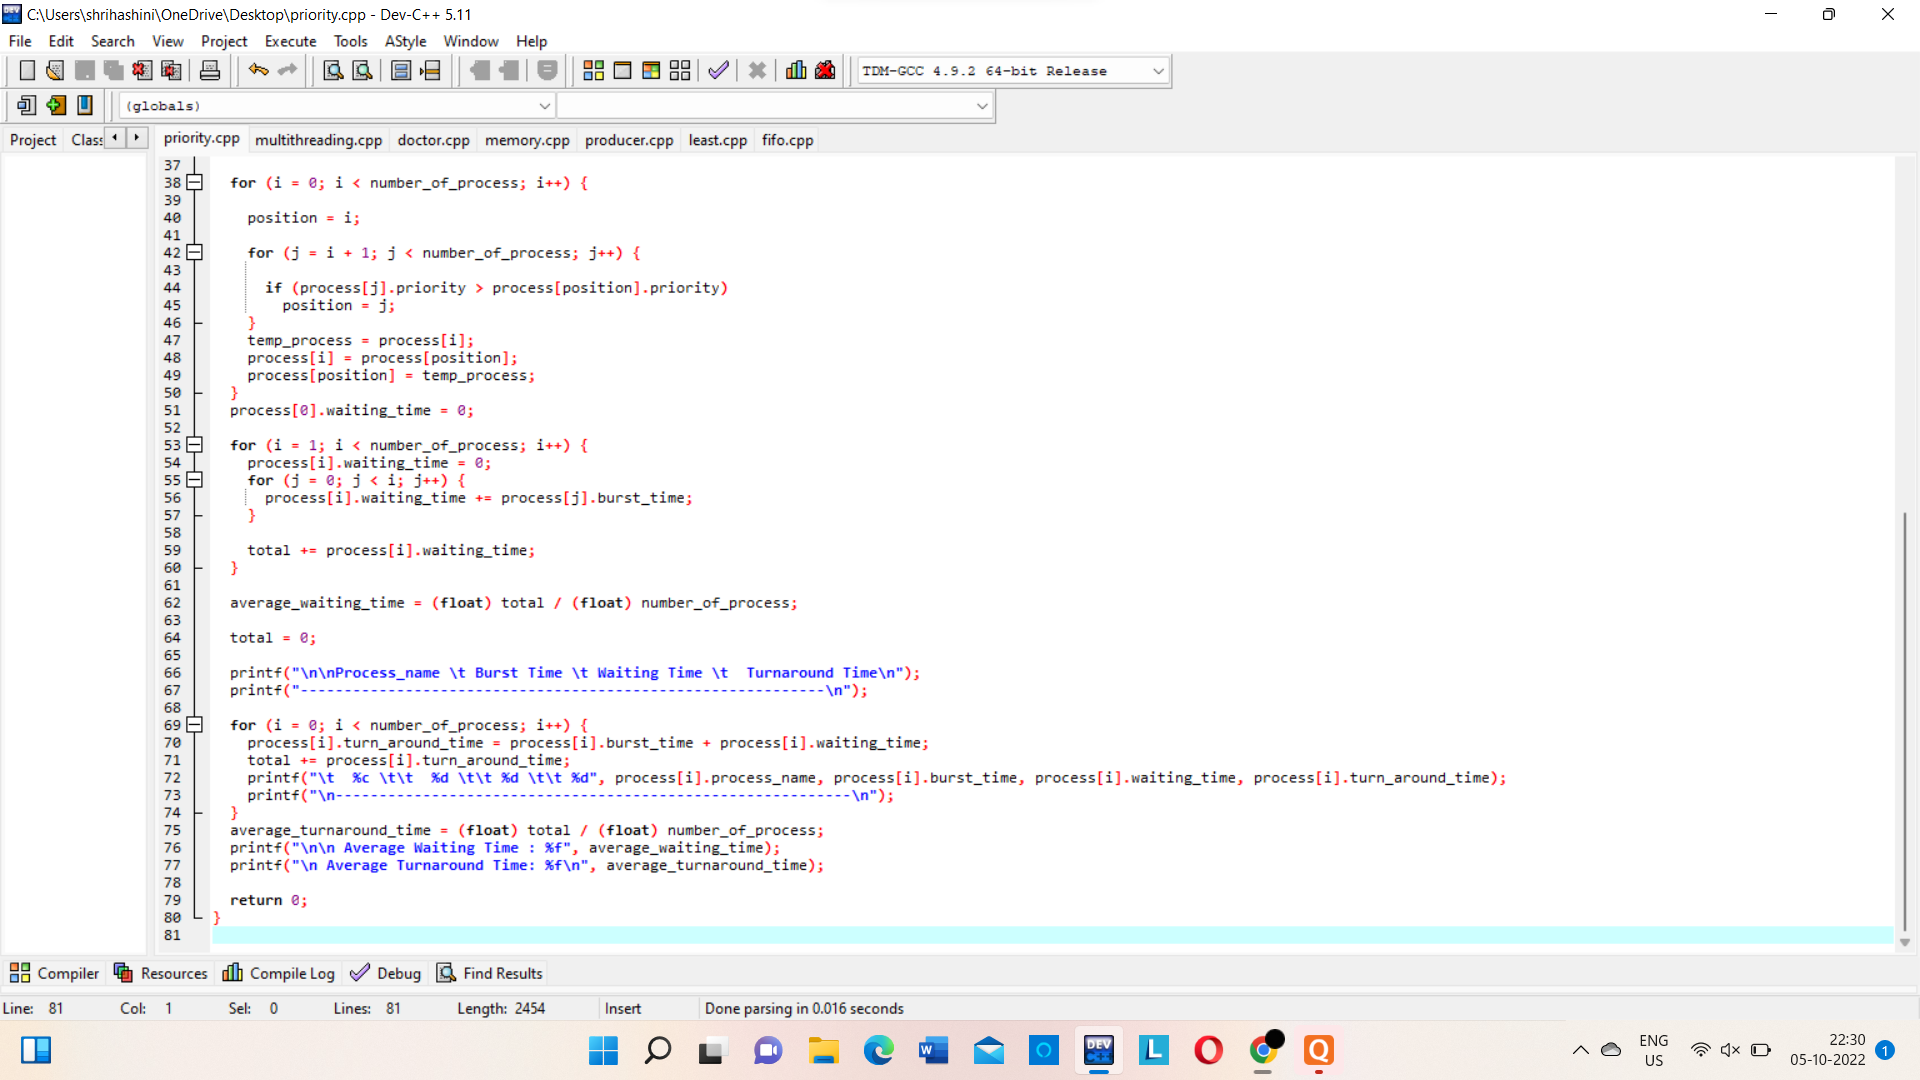 C:\Users\shrihashini\OneDrive\Desktop\priority.cpp - Dev-C++ 5.11
File Edit Search View Project Execute Tools AStyle Window Help
TDM-GCC 4.9.2 64-bit Release
(globals)
Project Clas priority.cpp multithreading.cpp doctor.cpp memory.cpp producer.cpp least.cpp fifo.cpp
37
38 for (i = 0; i < number_of_process; i++) {
39
40 position = i;
41
42 for (j = i + 1; j < number_of_process; j++) {
43
44 if (process[j].priority > process[position].priority)
45 position = j;
46 }
47 temp_process = process[i];
48 process[i] = process[position];
49 process[position] = temp_process;
50 }
51 process[0].waiting_time = 0;
52
53 for (i = 1; i < number_of_process; i++) {
54 process[i].waiting_time = 0;
55 for (j = 0; j < i; j++) {
56 process[i].waiting_time += process[j].burst_time;
57 }
58
59 total += process[i].waiting_time;
60 }
61
62 average_waiting_time = (float) total / (float) number_of_process;
63
64 total = 0;
65
66 printf("\n\nProcess_name \t Burst Time \t Waiting Time \t  Turnaround Time\n");
67 printf("------------------------------------------------------------\n");
68
69 for (i = 0; i < number_of_process; i++) {
70 process[i].turn_around_time = process[i].burst_time + process[i].waiting_time;
71 total += process[i].turn_around_time;
72 printf("\t  %c \t\t  %d \t\t %d \t\t %d", process[i].process_name, process[i].burst_time, process[i].waiting_time, process[i].turn_around_time);
73 printf("\n-----------------------------------------------------------\n");
74 }
75 average_turnaround_time = (float) total / (float) number_of_process;
76 printf("\n\n Average Waiting Time : %f", average_waiting_time);
77 printf("\n Average Turnaround Time: %f\n", average_turnaround_time);
78
79 return 0;
80 }
81
Compiler Resources Compile Log Debug Find Results
Line: 81 Col: 1 Sel: 0 Lines: 81 Length: 2454 Insert Done parsing in 0.016 seconds
ENG US 22:30 05-10-2022 1